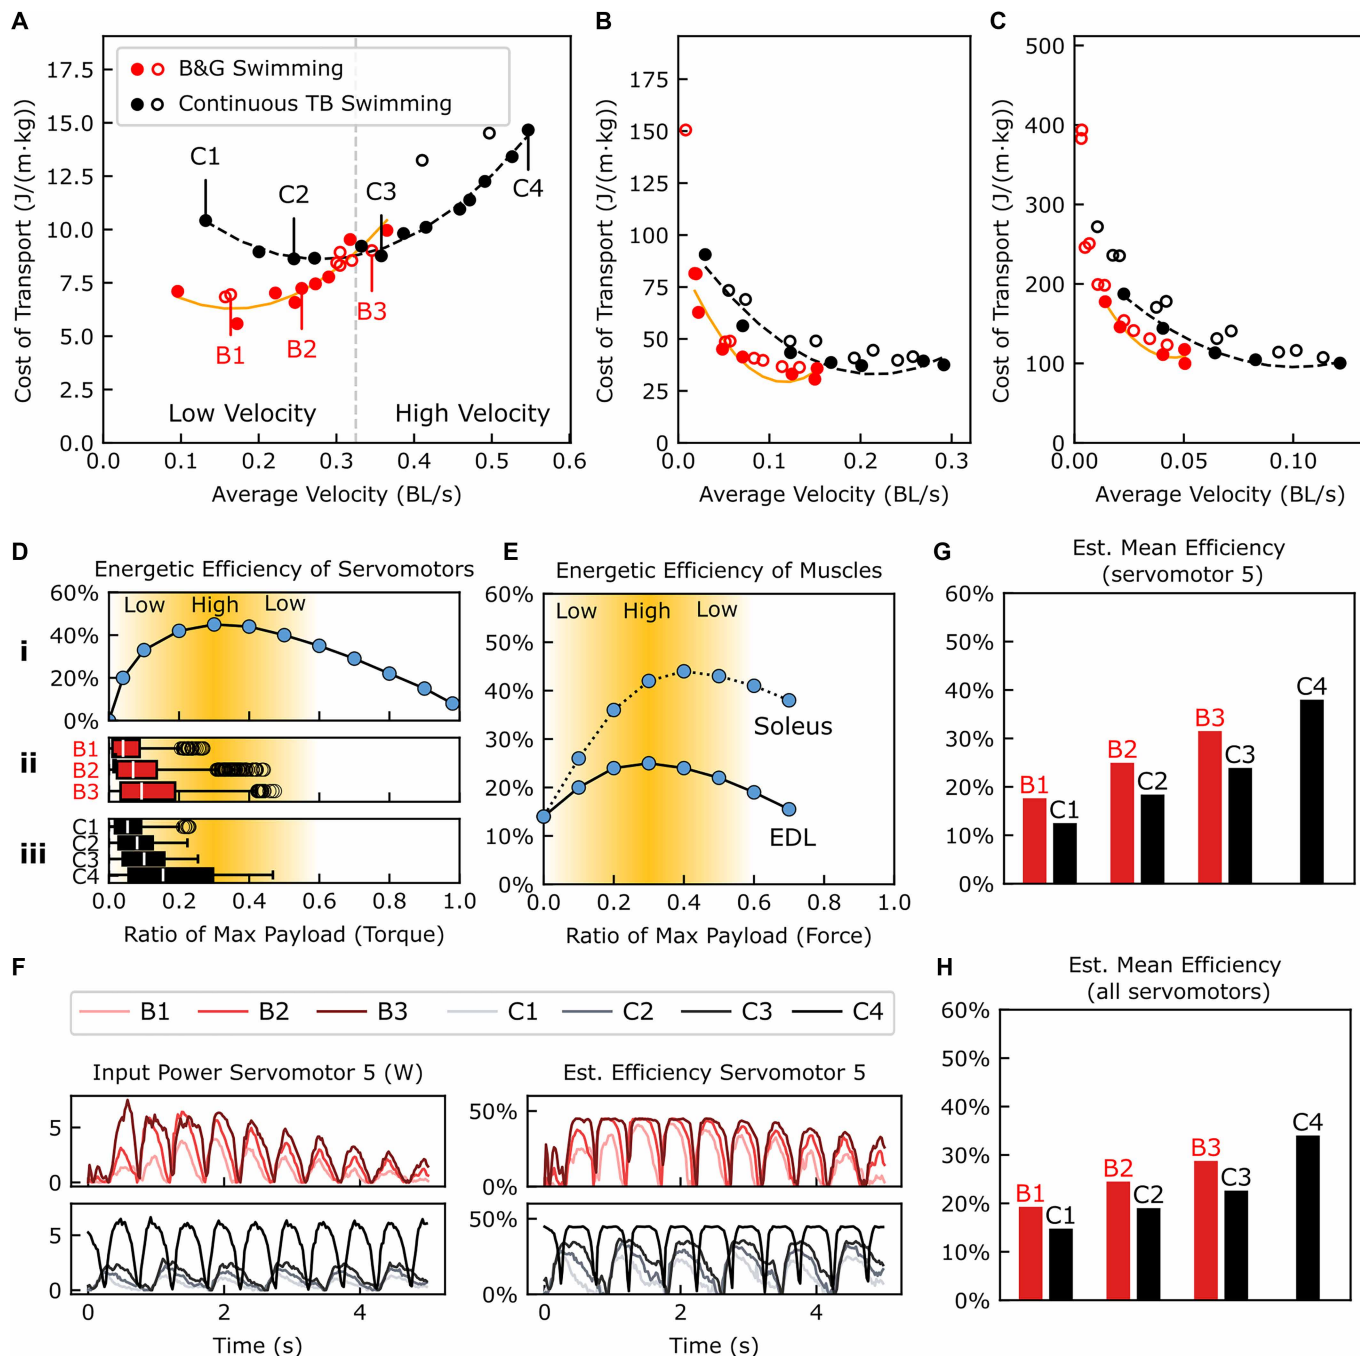 A
B
C
Cost of Transport (J/(m·kg))
17.5
15.0
12.5
10.0
7.5
5.0
2.5
0.0
B&G Swimming
Continuous TB Swimming
C1
C2
C3
C4
B1
B2
B3
Low Velocity
High Velocity
0.0 0.1 0.2 0.3 0.4 0.5 0.6
Average Velocity (BL/s)
Cost of Transport (J/(m·kg))
175
150
125
100
75
50
25
0
0.0 0.1 0.2 0.3
Average Velocity (BL/s)
Cost of Transport (J/(m·kg))
500
400
300
200
100
0
0.00 0.05 0.10
Average Velocity (BL/s)
D
Energetic Efficiency of Servomotors
60%
40%
20%
0%
Low High Low
i
ii
B1
B2
B3
iii
C1
C2
C3
C4
0.0 0.2 0.4 0.6 0.8 1.0
Ratio of Max Payload (Torque)
E
Energetic Efficiency of Muscles
60%
50%
40%
30%
20%
10%
0%
Low High Low
Soleus
EDL
0.0 0.2 0.4 0.6 0.8 1.0
Ratio of Max Payload (Force)
G
Est. Mean Efficiency
(servomotor 5)
60%
50%
40%
30%
20%
10%
0%
B1
C1
B2
C2
B3
C3
C4
F
B1 B2 B3 C1 C2 C3 C4
Input Power Servomotor 5 (W)
5
0
5
0
0 2 4
Time (s)
Est. Efficiency Servomotor 5
50%
0%
50%
0%
0 2 4
Time (s)
H
Est. Mean Efficiency
(all servomotors)
60%
50%
40%
30%
20%
10%
0%
B1
C1
B2
C2
B3
C3
C4